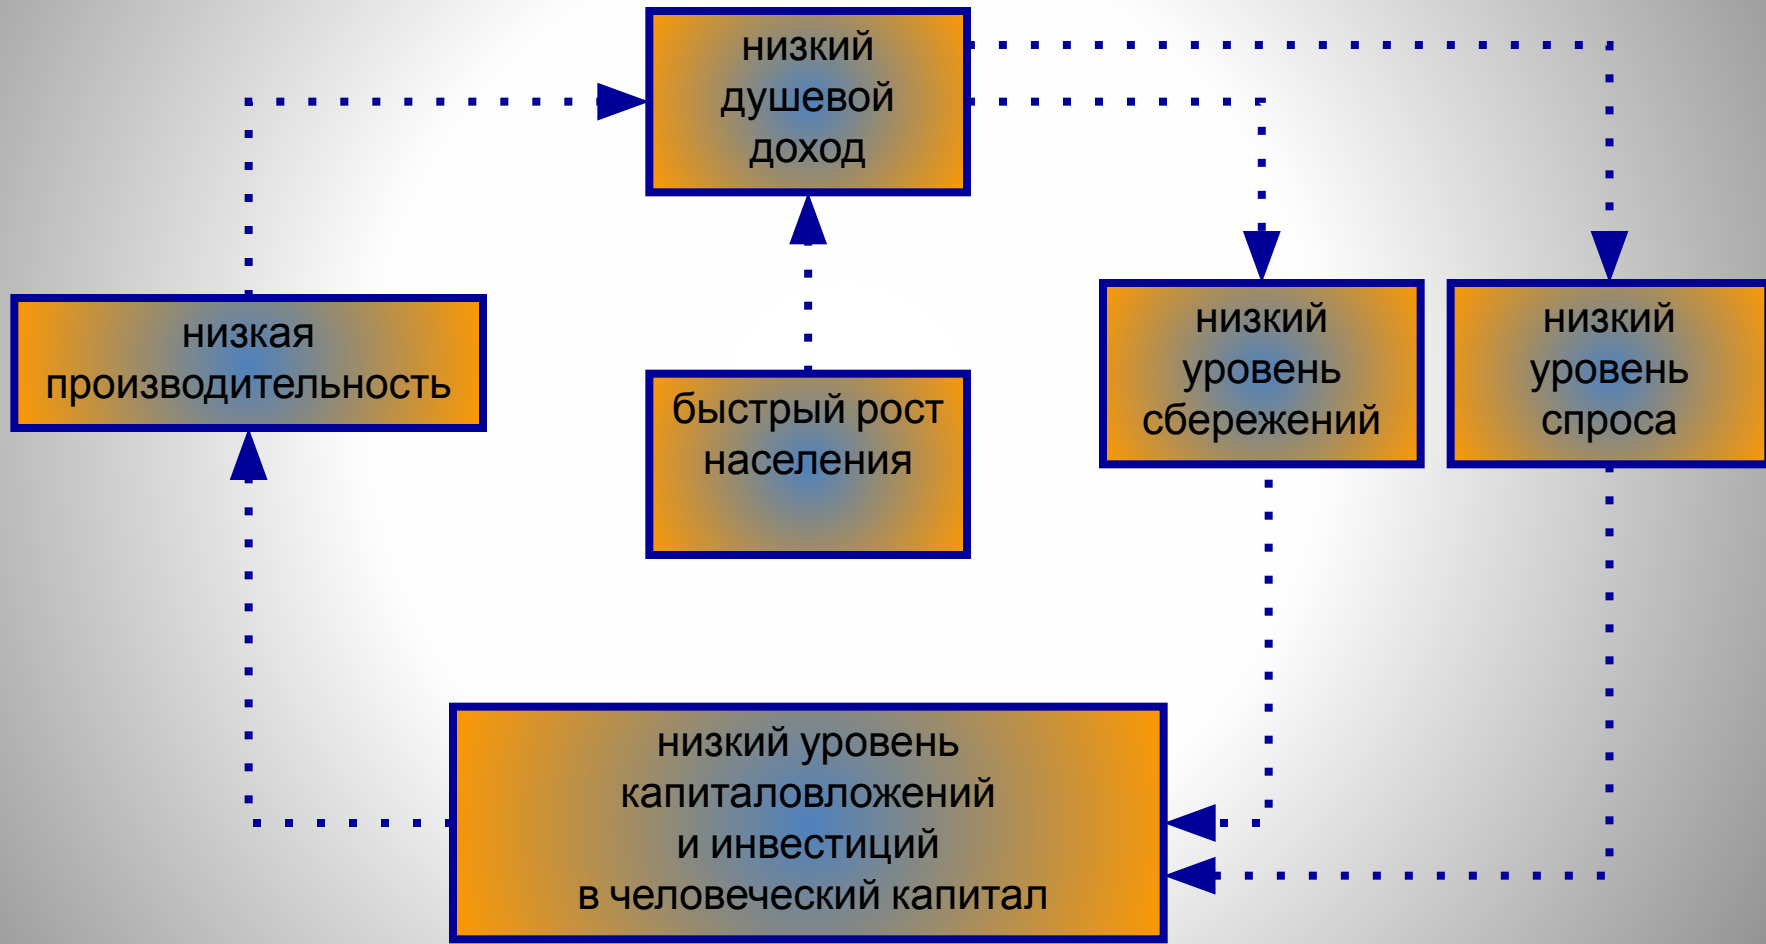 низкий
душевой
доход
низкая
производительность
быстрый рост
населения
низкий
уровень
сбережений
низкий
уровень
спроса
низкий уровень
капиталовложений
и инвестиций
в человеческий капитал